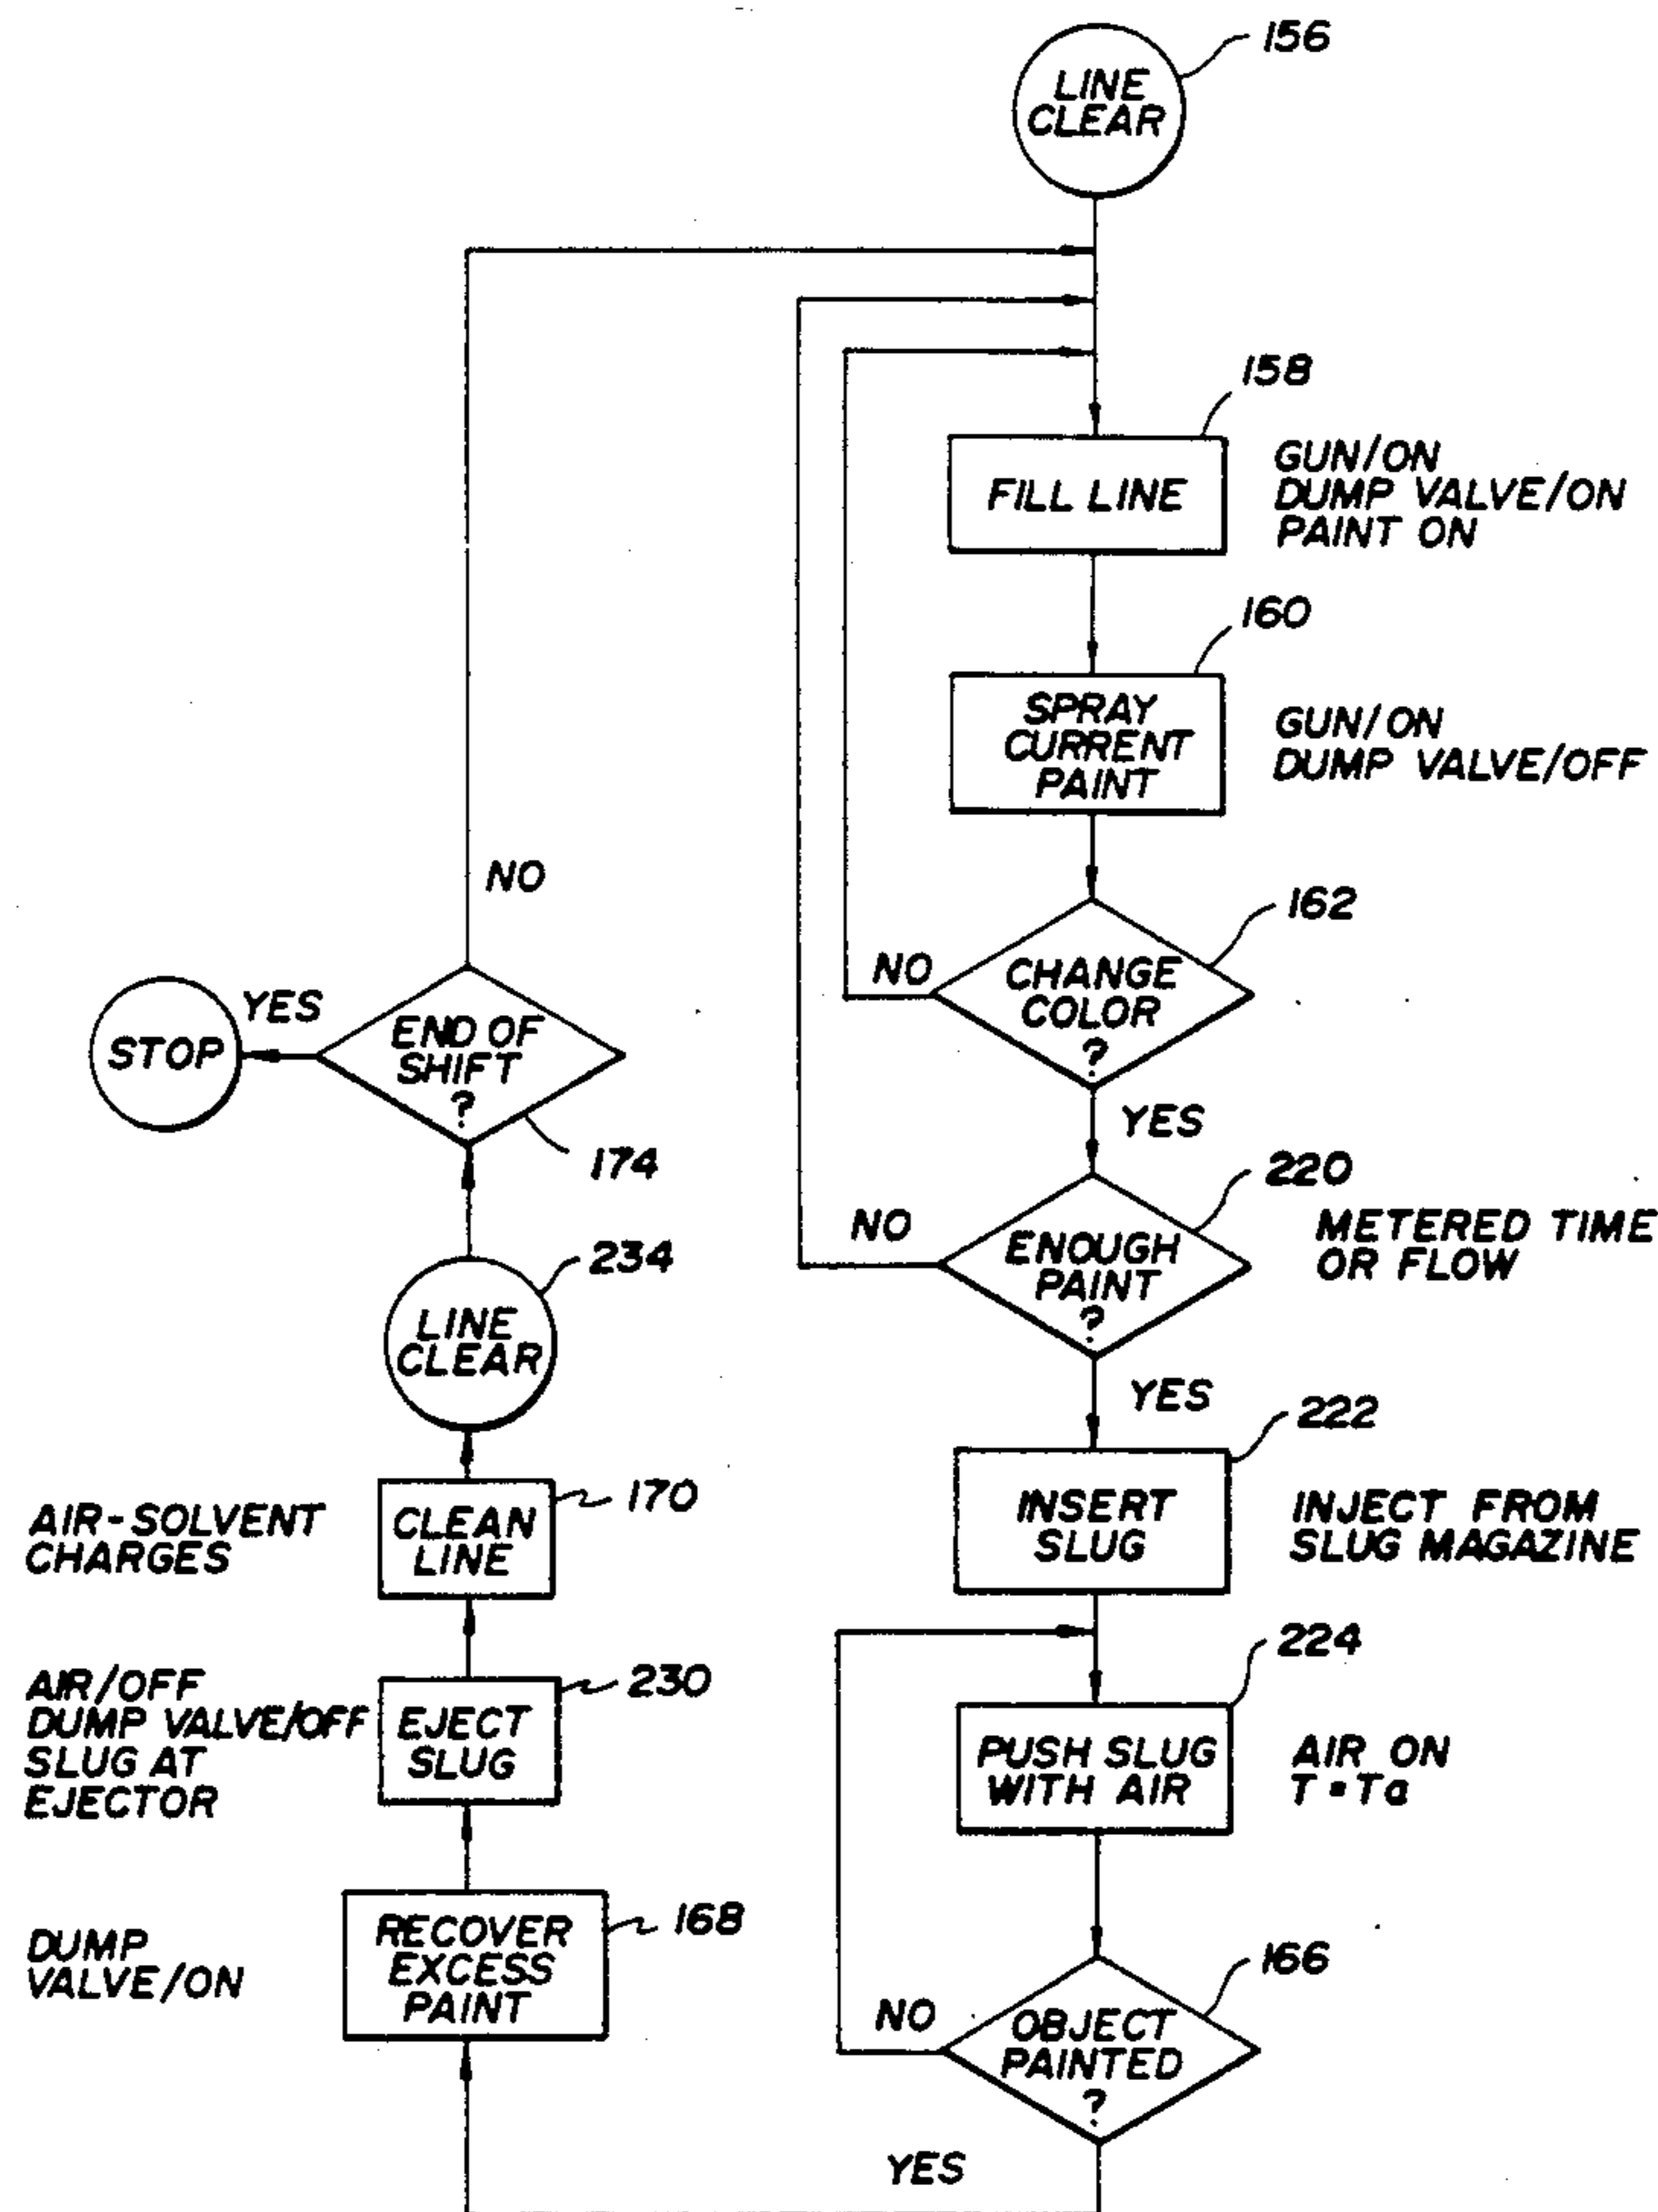 156
LINE
CLEAR
158
FILL LINE
GUN/ON
DUMP VALVE/ON
PAINT ON
160
SPRAY
CURRENT
PAINT
GUN/ON
DUMP VALVE/OFF
162
CHANGE
COLOR
?
NO
YES
220
ENOUGH
PAINT
?
METERED TIME
OR FLOW
NO
YES
222
INSERT
SLUG
INJECT FROM
SLUG MAGAZINE
224
PUSH SLUG
WITH AIR
AIR ON
T=Ta
166
OBJECT
PAINTED
?
NO
YES
168
RECOVER
EXCESS
PAINT
DUMP
VALVE/ON
230
EJECT
SLUG
AIR/OFF
DUMP VALVE/OFF
SLUG AT
EJECTOR
170
CLEAN
LINE
AIR-SOLVENT
CHARGES
234
LINE
CLEAR
174
END OF
SHIFT
?
NO
YES
STOP